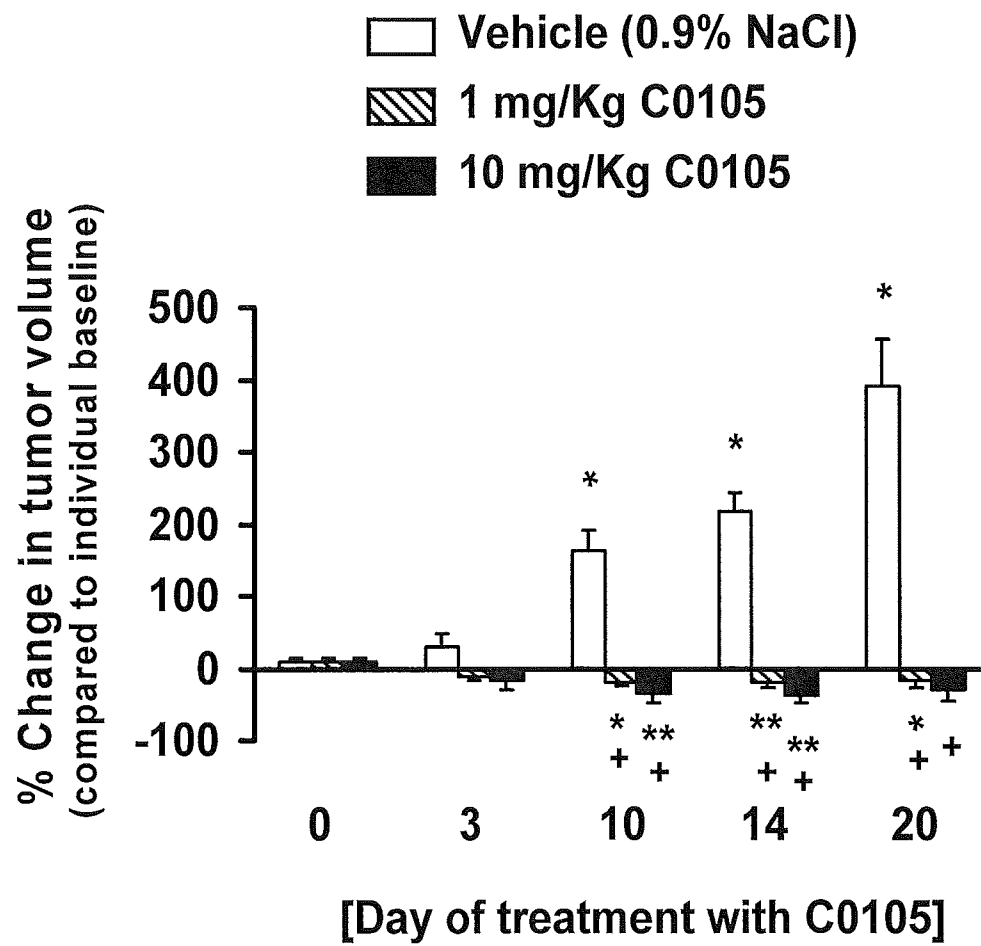 Vehicle (0.9% NaCl)
1 mg/Kg C0105
10 mg/Kg C0105
% Change in tumor volume
(compared to individual baseline)
500
400
300
200
100
0
-100
*
*
*
* ** ** ** *
+ + + + + +
0 3 10 14 20
[Day of treatment with C0105]